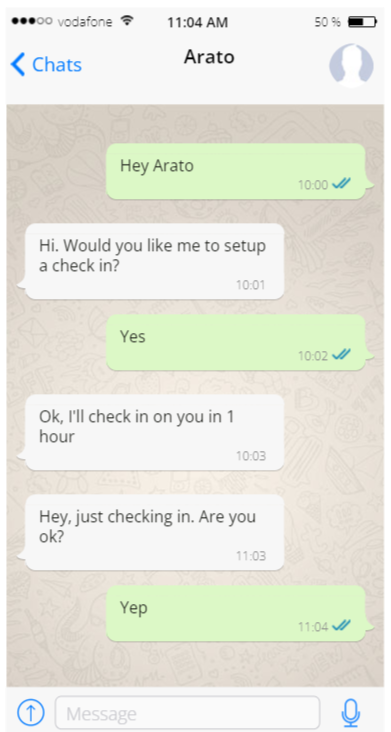 vodafone 11:04 AM 50 %
Chats Arato
Hey Arato
10:00
Hi. Would you like me to setup
a check in?
10:01
Yes
10:02
Ok, I'll check in on you in 1
hour
10:03
Hey, just checking in. Are you
ok?
11:03
Yep
11:04
Message